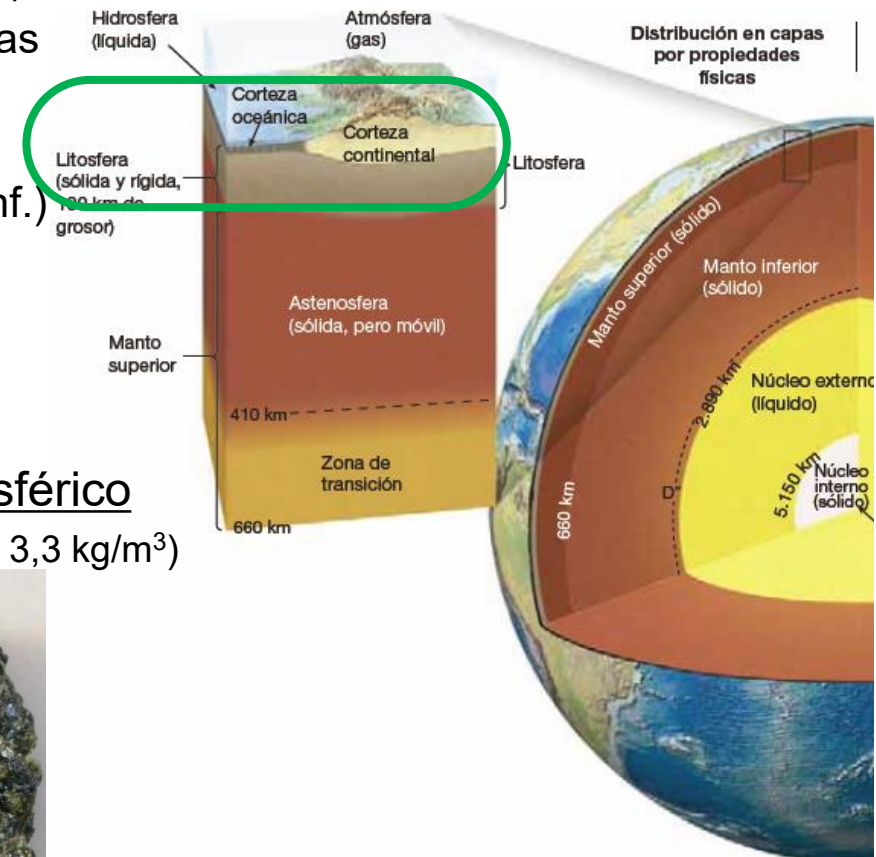 as
Hidrosfera
(líquida)
Atmósfera
(gas)
Distribución en capas
por propiedades
físicas
Corteza
oceánica
Corteza
continental
Litosfera
(sólida y rígida,
100 km de
grosor)
Litosfera
nf.)
Manto superior (sólido)
Manto inferior
(sólido)
Astenosfera
(sólida, pero móvil)
Manto
superior
2.890 km
Núcleo externo
(líquido)
410 km
Zona de
transición
5.150 km
Núcleo
interno
(sólido)
D"
660 km
660 km
sférico
3,3 kg/m³)